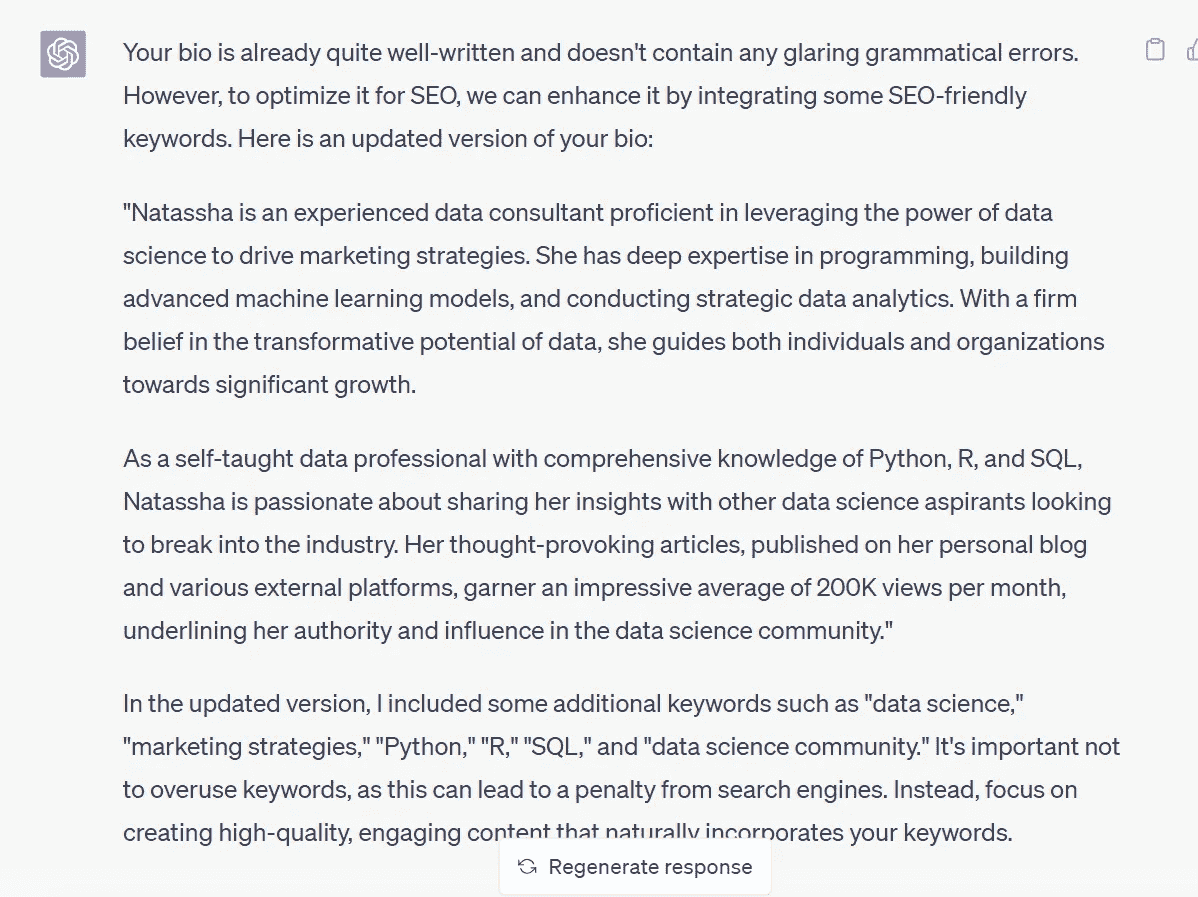 Your bio is already quite well-written and doesn't contain any glaring grammatical errors.
However, to optimize it for SEO, we can enhance it by integrating some SEO-friendly
keywords. Here is an updated version of your bio:
"Natassha is an experienced data consultant proficient in leveraging the power of data
science to drive marketing strategies. She has deep expertise in programming, building
advanced machine learning models, and conducting strategic data analytics. With a firm
belief in the transformative potential of data, she guides both individuals and organizations
towards significant growth.
As a self-taught data professional with comprehensive knowledge of Python, R, and SQL,
Natassha is passionate about sharing her insights with other data science aspirants looking
to break into the industry. Her thought-provoking articles, published on her personal blog
and various external platforms, garner an impressive average of 200K views per month,
underlining her authority and influence in the data science community."
In the updated version, I included some additional keywords such as "data science,"
"marketing strategies," "Python," "R," "SQL," and "data science community." It's important not
to overuse keywords, as this can lead to a penalty from search engines. Instead, focus on
creating high-quality, engaging content that naturally incorporates your keywords.
Regenerate response